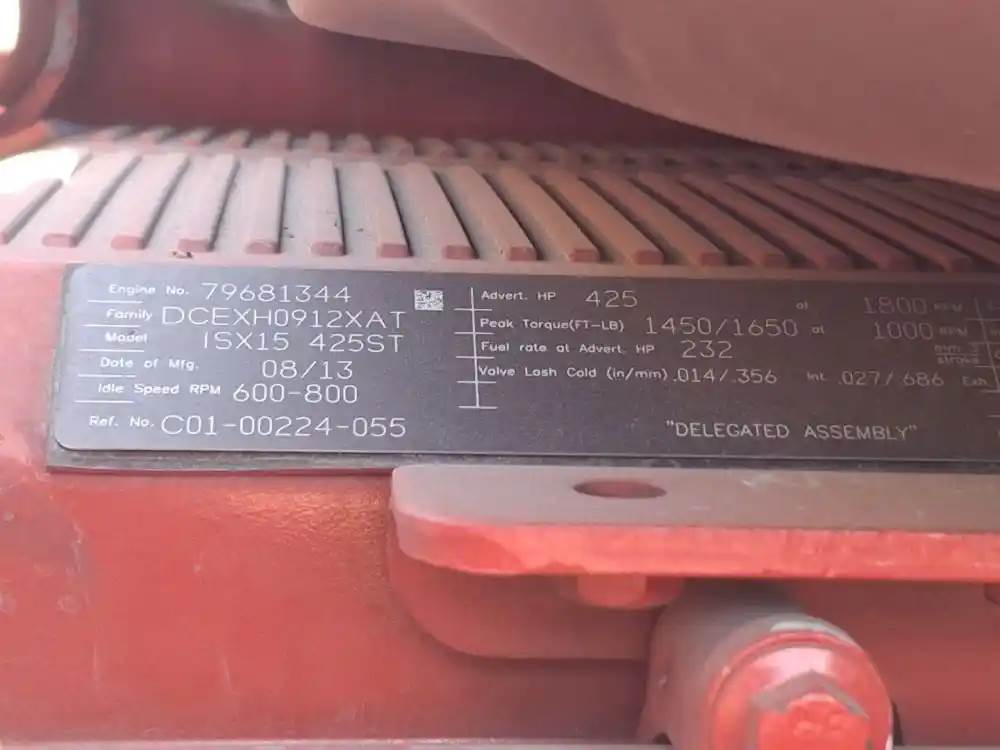 Engine No. 79681344
Family DCEXH0912XAT
Model ISX15 425ST
Date of Mfg. 08/13
Idle Speed RPM 600-800
Ref. No. C01-00224-055
Advert. HP 425 at 1800 RPM
Peak Torque(FT-LB) 1450/1650 at 1000 RPM
Fuel rate at Advert. HP 232 stroke
Valve Lash Cold (in/mm) .014/.356 Int. .027/.686 Exh
"DELEGATED ASSEMBLY"